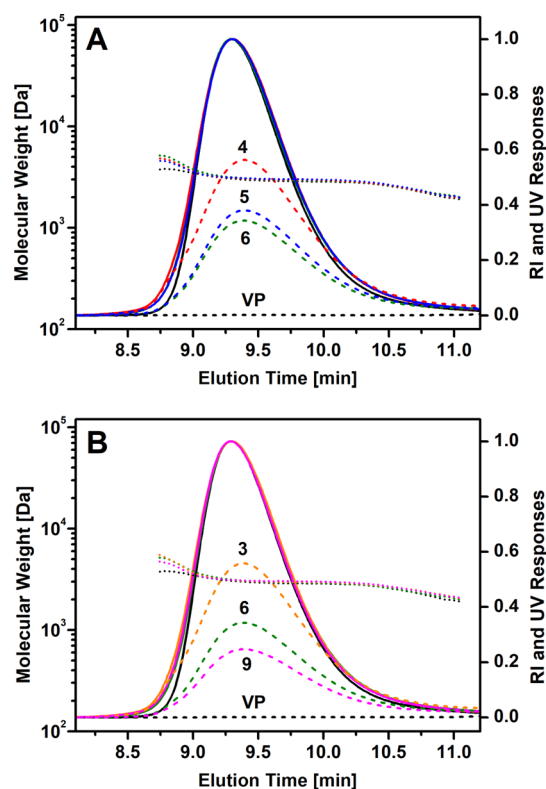 A
Molecular Weight [Da]
10^5
10^4
10^3
10^2
4
5
6
VP
1.0
0.8
0.6
0.4
0.2
0.0
RI and UV Responses
8.5 9.0 9.5 10.0 10.5 11.0
Elution Time [min]
B
Molecular Weight [Da]
10^5
10^4
10^3
10^2
3
6
9
VP
1.0
0.8
0.6
0.4
0.2
0.0
RI and UV Responses
8.5 9.0 9.5 10.0 10.5 11.0
Elution Time [min]